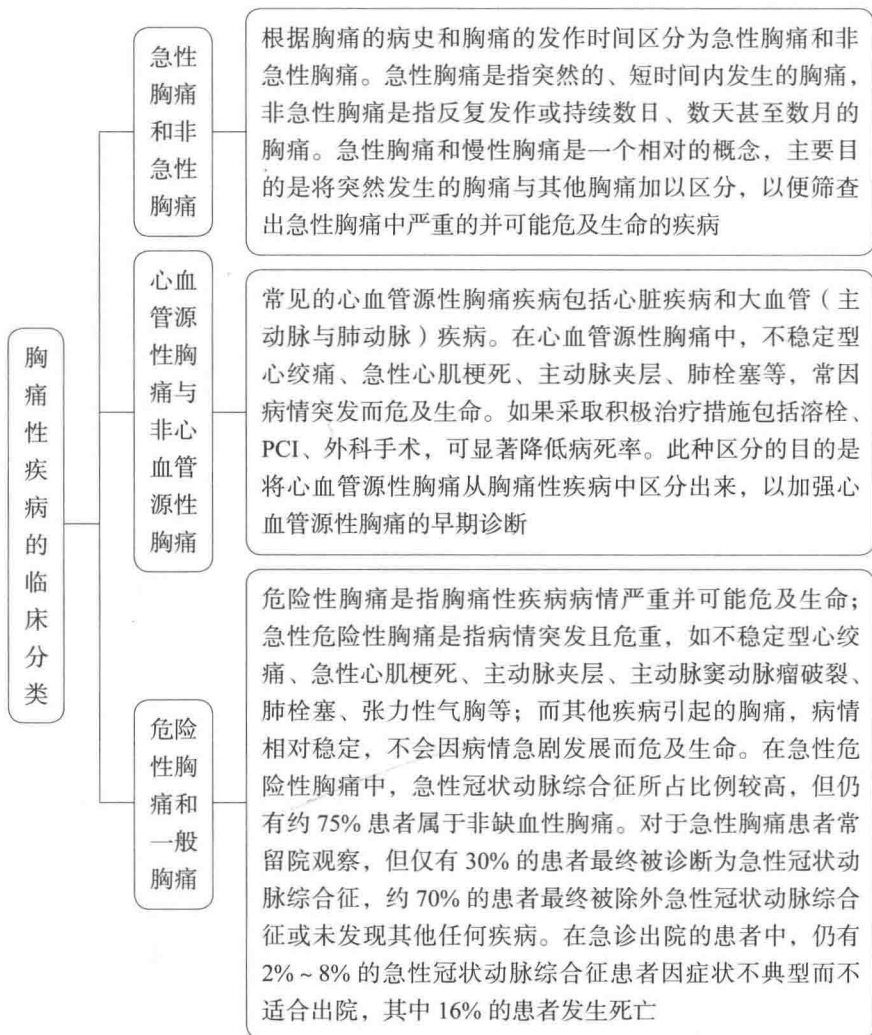 胸
痛
性
疾
病
的
临
床
分
类
急性
胸痛
和非
急性
胸痛
根据胸痛的病史和胸痛的发作时间区分为急性胸痛和非
急性胸痛。急性胸痛是指突然的、短时间内发生的胸痛，
非急性胸痛是指反复发作或持续数日、数天甚至数月的
胸痛。急性胸痛和慢性胸痛是一个相对的概念，主要目
的是将突然发生的胸痛与其他胸痛加以区分，以便筛查
出急性胸痛中严重的并可能危及生命的疾病
心血
管源
性胸
痛与
非心
血管
源性
胸痛
常见的心血管源性胸痛疾病包括心脏疾病和大血管（主
动脉与肺动脉）疾病。在心血管源性胸痛中，不稳定型
心绞痛、急性心肌梗死、主动脉夹层、肺栓塞等，常因
病情突发而危及生命。如果采取积极治疗措施包括溶栓、
PCI、外科手术，可显著降低病死率。此种区分的目的是
将心血管源性胸痛从胸痛性疾病中区分出来，以加强心
血管源性胸痛的早期诊断
危险
性胸
痛和
一般
胸痛
危险性胸痛是指胸痛性疾病病情严重并可能危及生命；
急性危险性胸痛是指病情突发且危重，如不稳定型心绞
痛、急性心肌梗死、主动脉夹层、主动脉窦动脉瘤破裂、
肺栓塞、张力性气胸等；而其他疾病引起的胸痛，病情
相对稳定，不会因病情急剧发展而危及生命。在急性危
险性胸痛中，急性冠状动脉综合征所占比例较高，但仍
有约 75% 患者属于非缺血性胸痛。对于急性胸痛患者常
留院观察，但仅有 30% 的患者最终被诊断为急性冠状动
脉综合征，约 70% 的患者最终被除外急性冠状动脉综合
征或未发现其他任何疾病。在急诊出院的患者中，仍有
2%～8% 的急性冠状动脉综合征患者因症状不典型而不
适合出院，其中 16% 的患者发生死亡